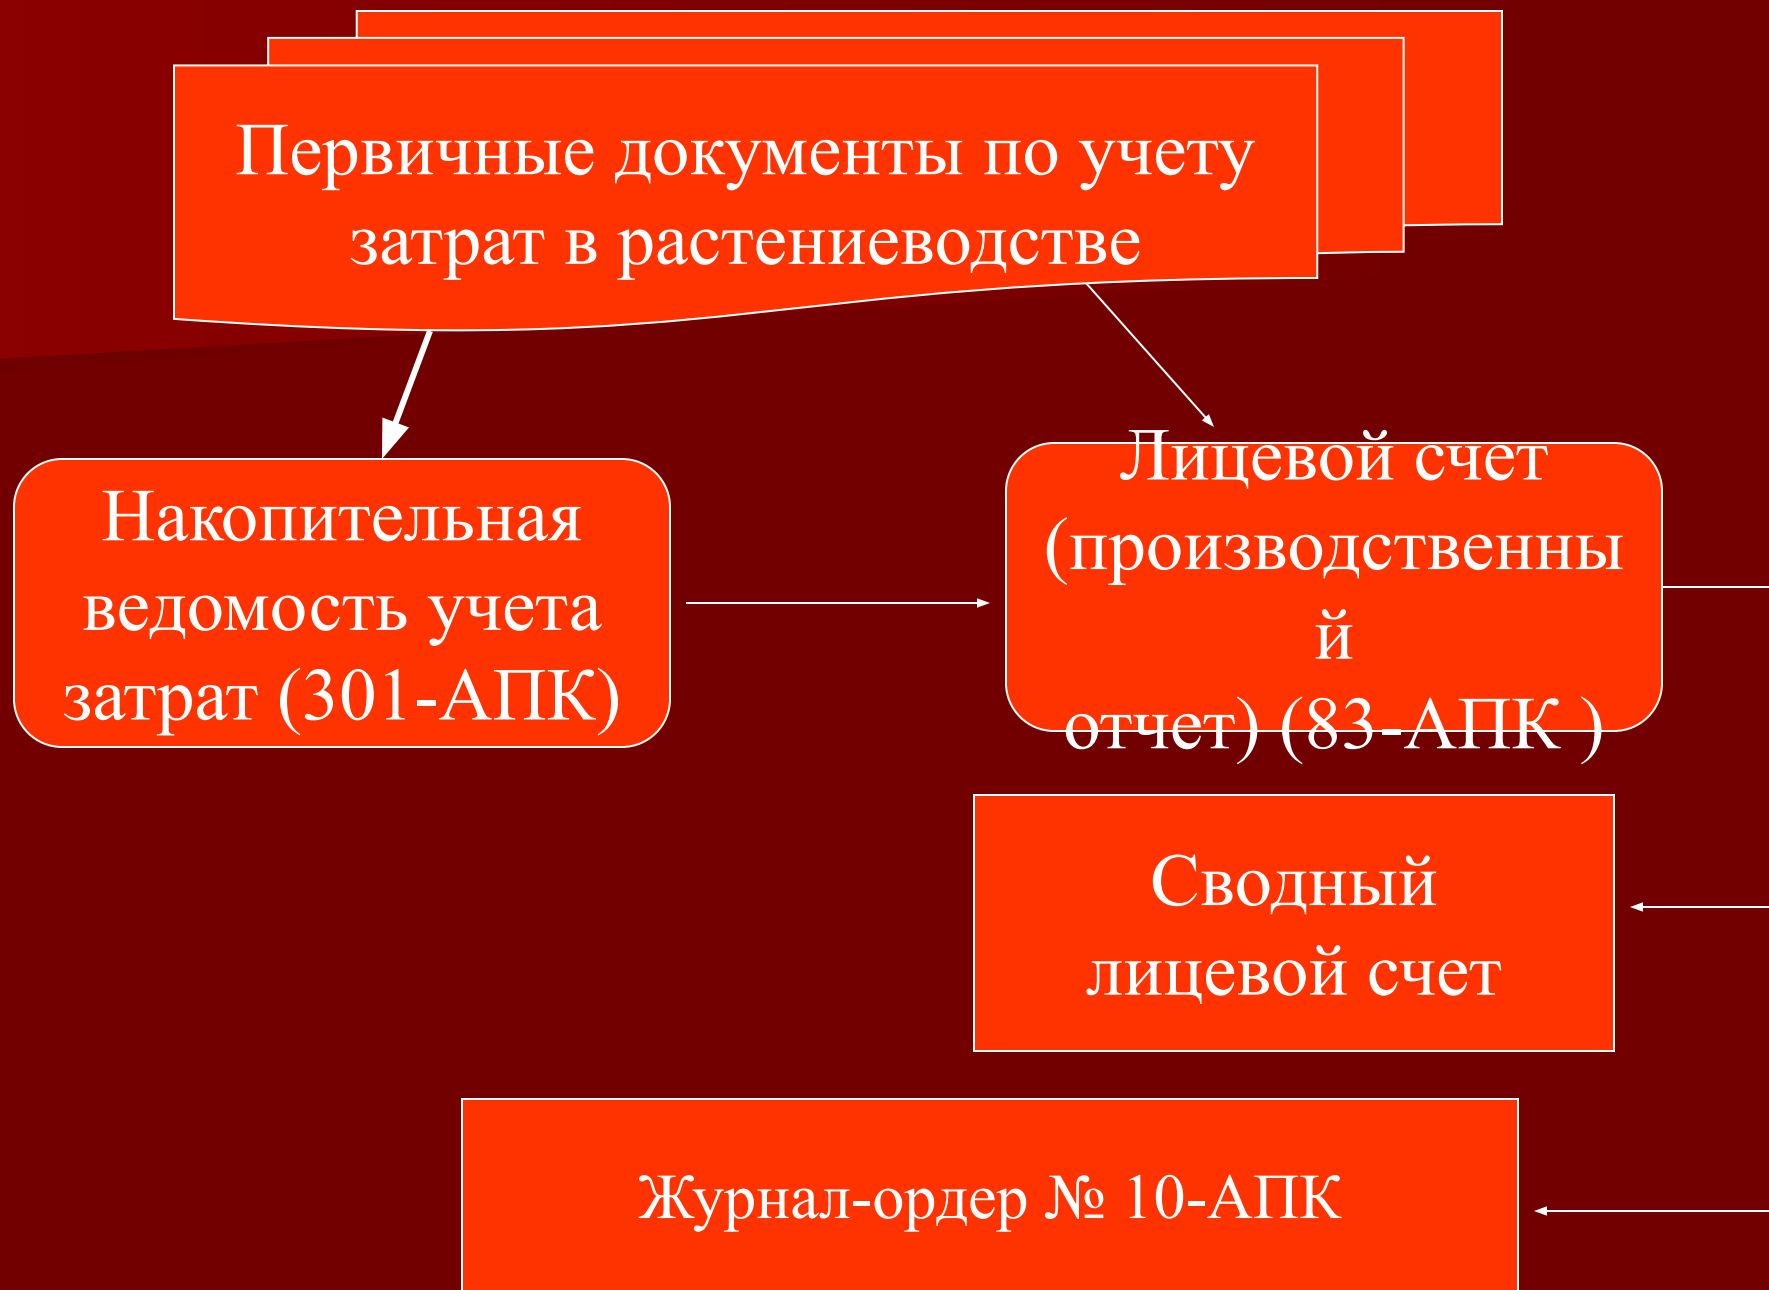 Первичные документы по учету
затрат в растениеводстве
Накопительная
ведомость учета
затрат (301-АПК)
Лицевой счет
(производственны
й
отчет) (83-АПК )
Сводный
лицевой счет
Журнал-ордер № 10-АПК